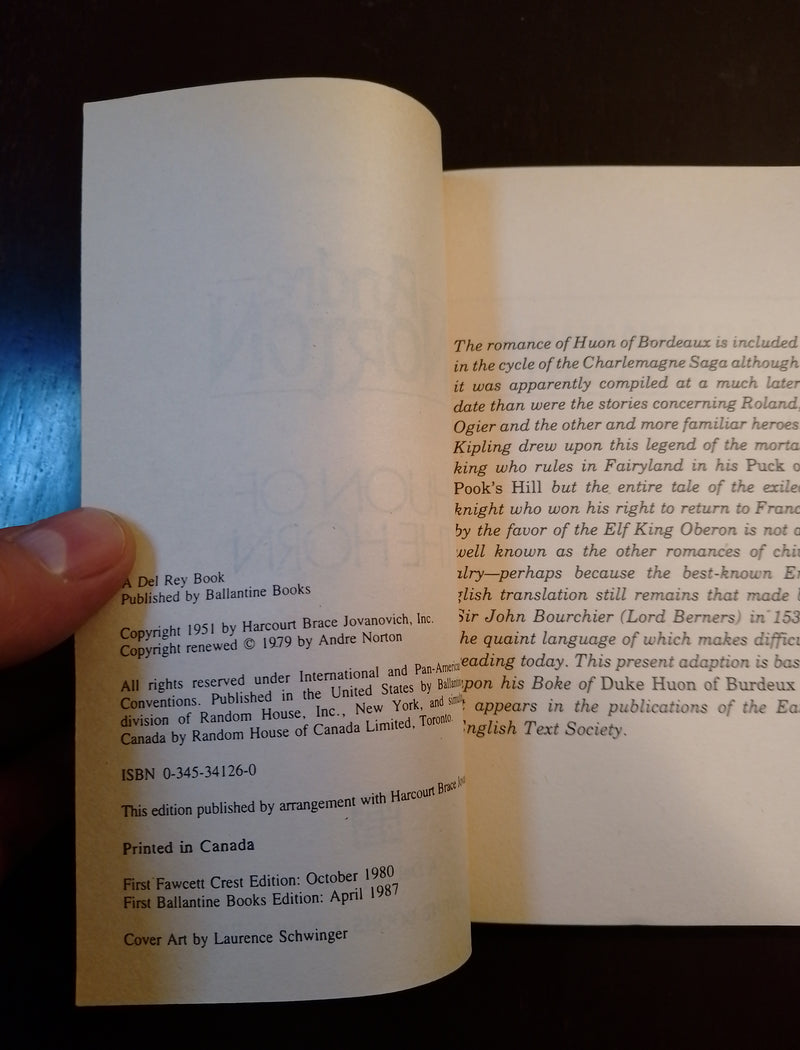 A Del Rey Book
Published by Ballantine Books
Copyright 1951 by Harcourt Brace Jovanovich, Inc.
Copyright renewed © 1979 by Andre Norton
All rights reserved under International and Pan-America
Conventions. Published in the United States by
division of Random House, Inc., New York, and
Canada by Random House of Canada Limited, Toronto.
ISBN 0-345-34126-0
This edition published by arrangement with Harcourt Brace
Printed in Canada
First Fawcett Crest Edition: October 1980
First Ballantine Books Edition: April 1987
Cover Art by Laurence Schwinger
The romance of Huon of Bordeaux is included
in the cycle of the Charlemagne Saga although
it was apparently compiled at a much later
date than were the stories concerning Roland,
Ogier and the other and more familiar heroes
Kipling drew upon this legend of the morta
king who rules in Fairyland in his Puck o
Pook's Hill but the entire tale of the exile
knight who won his right to return to Franc
by the favor of the Elf King Oberon is not a
well known as the other romances of chi
alry—perhaps because the best-known E
glish translation still remains that made
Sir John Bourchier (Lord Berners) in 153
he quaint language of which makes difficu
eading today. This present adaption is bas
pon his Boke of Duke Huon of Burdeux
appears in the publications of the Ea
nglish Text Society.